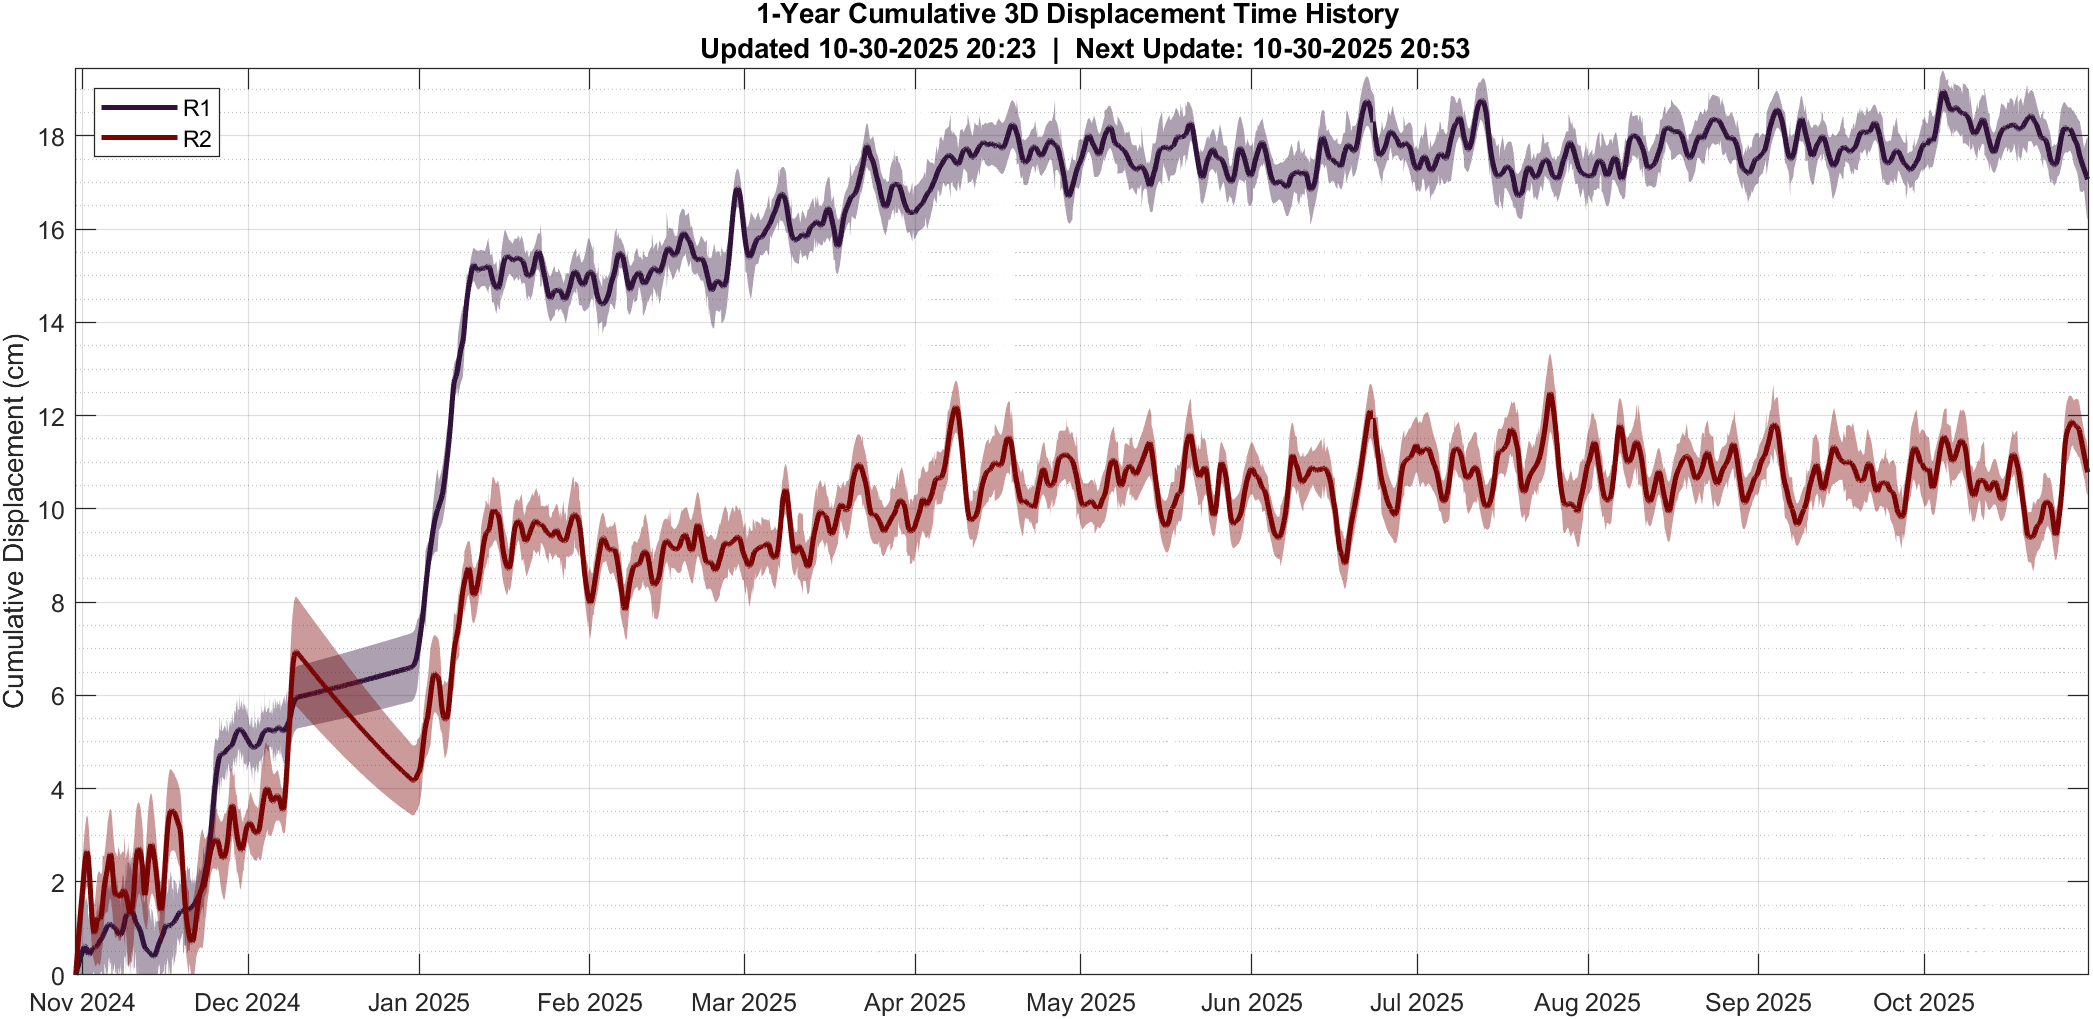 1-Year Cumulative 3D Displacement Time History
Updated 10-30-2025 20:23 | Next Update: 10-30-2025 20:53
R1
R2
Cumulative Displacement (cm)
18
16
14
12
10
8
6
4
2
0
Nov 2024 Dec 2024 Jan 2025 Feb 2025 Mar 2025 Apr 2025 May 2025 Jun 2025 Jul 2025 Aug 2025 Sep 2025 Oct 2025